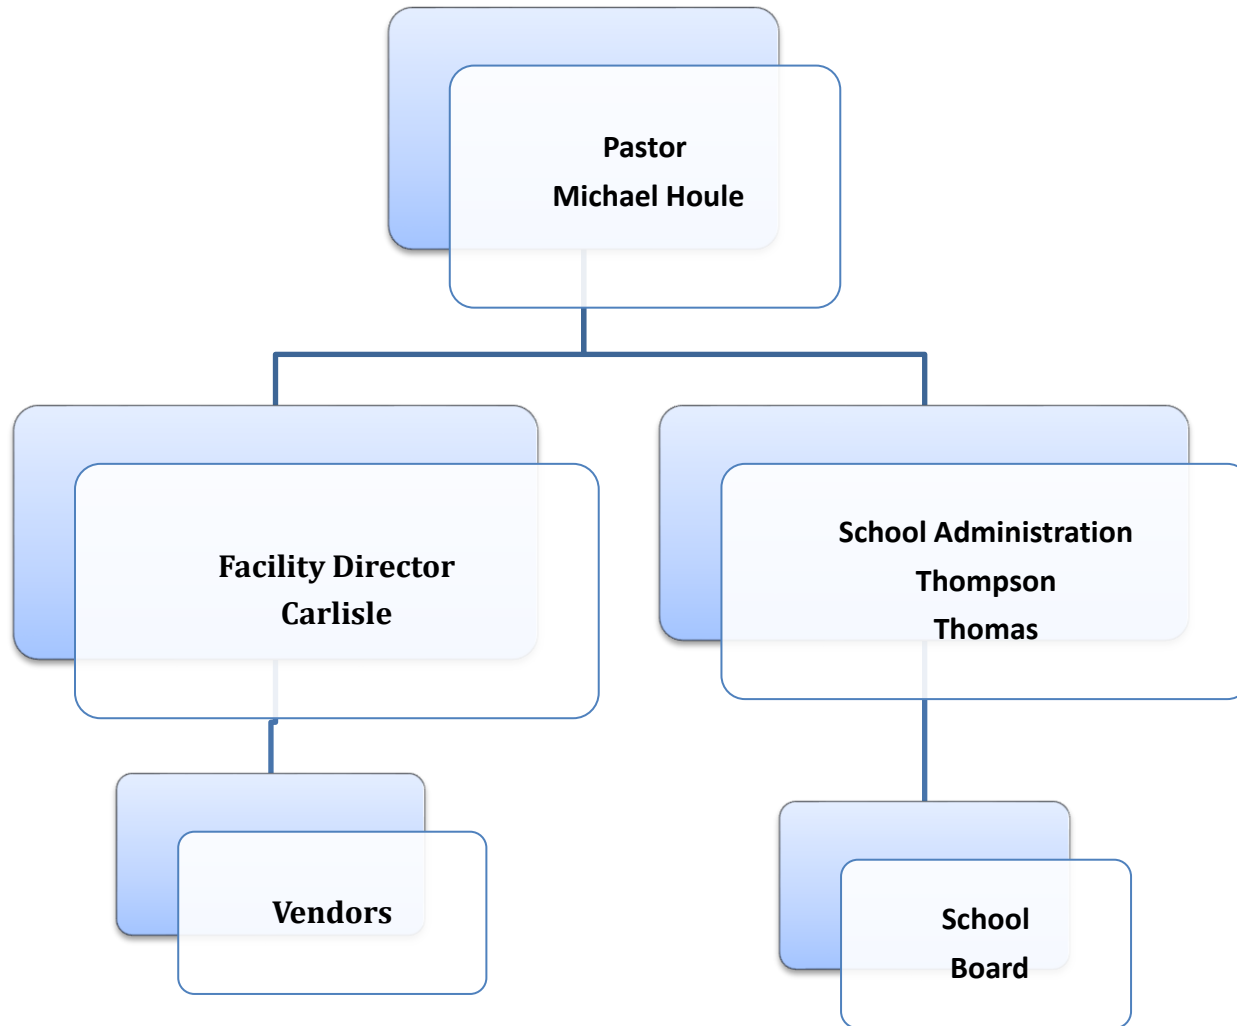 Pastor
Michael Houle
Facility Director
Carlisle
School Administration
Thompson
Thomas
Vendors
School
Board